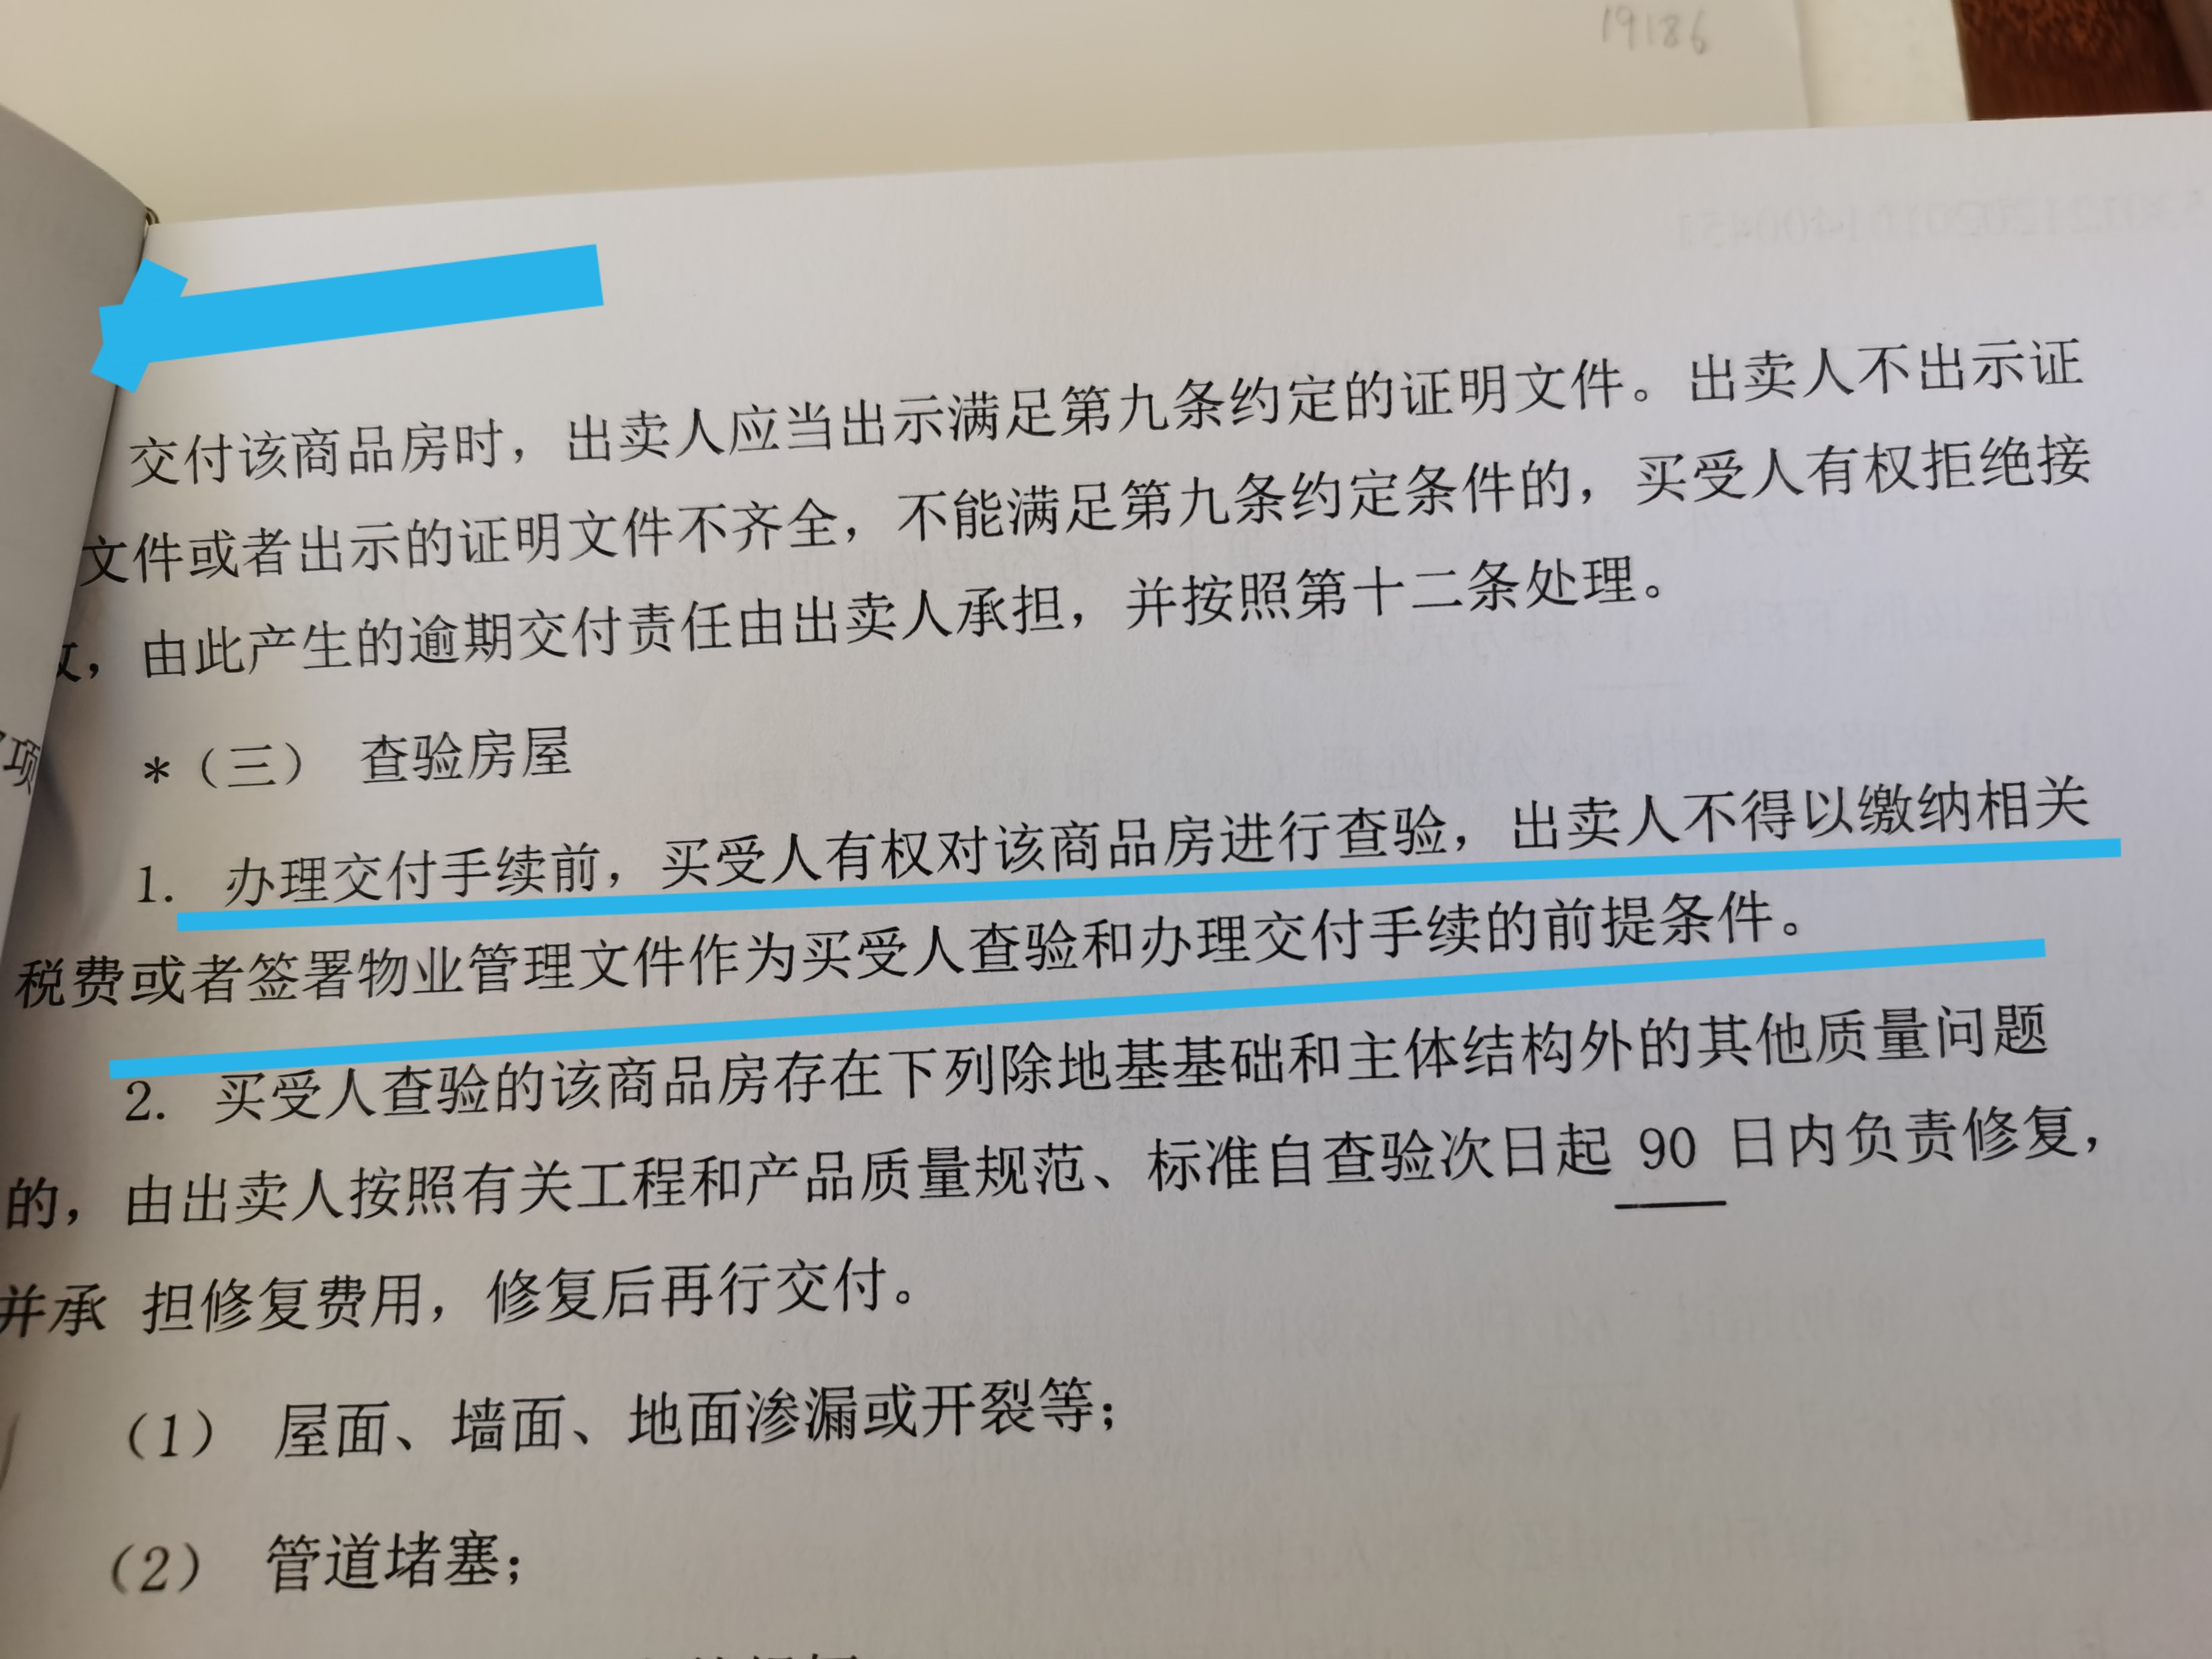 19186
交付该商品房时，出卖人应当出示满足第九条约定的证明文件。出卖人不出示证
文件或者出示的证明文件不齐全，不能满足第九条约定条件的，买受人有权拒绝接
，由此产生的逾期交付责任由出卖人承担，并按照第十二条处理。
*（三） 查验房屋
1. 办理交付手续前，买受人有权对该商品房进行查验，出卖人不得以缴纳相关
税费或者签署物业管理文件作为买受人查验和办理交付手续的前提条件。
2. 买受人查验的该商品房存在下列除地基基础和主体结构外的其他质量问题
的，由出卖人按照有关工程和产品质量规范、标准自查验次日起 90 日内负责修复，
并承 担修复费用，修复后再行交付。
（1） 屋面、墙面、地面渗漏或开裂等；
（2） 管道堵塞；
项